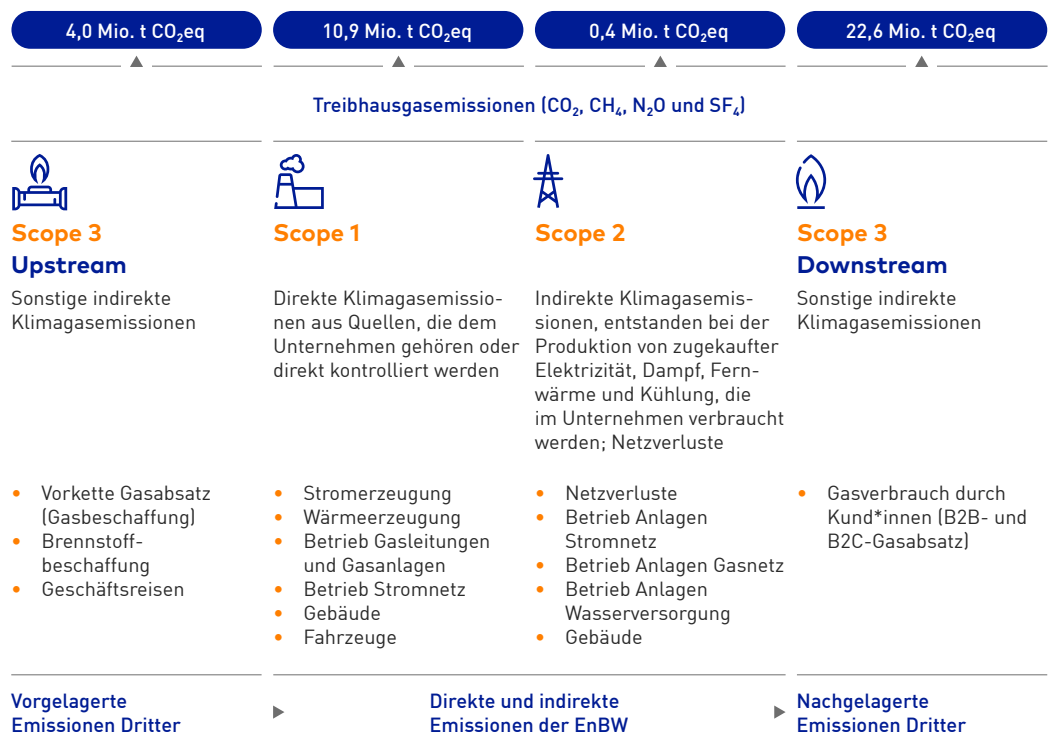 4,0 Mio. t CO₂eq
10,9 Mio. t CO₂eq
0,4 Mio. t CO₂eq
22,6 Mio. t CO₂eq
Treibhausgasemissionen (CO₂, CH₄, N₂O und SF₄)
Scope 3
Upstream
Sonstige indirekte
Klimagasemissionen
• Vorkette Gasabsatz
(Gasbeschaffung)
• Brennstoff-
beschaffung
• Geschäftsreisen
Scope 1
Direkte Klimagasemissio-
nen aus Quellen, die dem
Unternehmen gehören oder
direkt kontrolliert werden
• Stromerzeugung
• Wärmeerzeugung
• Betrieb Gasleitungen
und Gasanlagen
• Betrieb Stromnetz
• Gebäude
• Fahrzeuge
Scope 2
Indirekte Klimagasemis-
sionen, entstanden bei der
Produktion von zugekaufter
Elektrizität, Dampf, Fern-
wärme und Kühlung, die
im Unternehmen verbraucht
werden; Netzverluste
• Netzverluste
• Betrieb Anlagen
Stromnetz
• Betrieb Anlagen Gasnetz
• Betrieb Anlagen
Wasserversorgung
• Gebäude
Scope 3
Downstream
Sonstige indirekte
Klimagasemissionen
• Gasverbrauch durch
Kund*innen (B2B- und
B2C-Gasabsatz)
Vorgelagerte
Emissionen Dritter
Direkte und indirekte
Emissionen der EnBW
Nachgelagerte
Emissionen Dritter